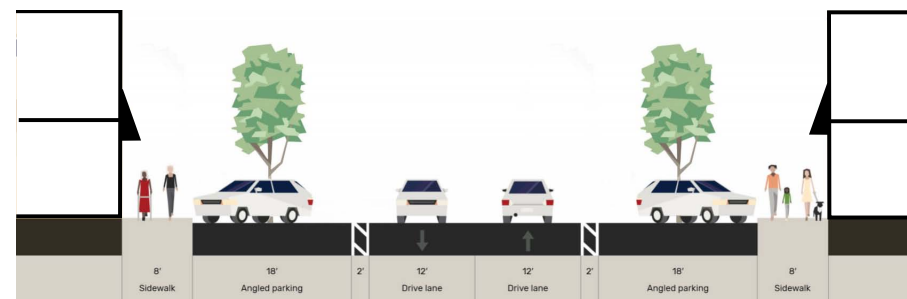 8' 18' 2' 12' 12' 2' 18' 8'
Sidewalk Angled parking Drive lane Drive lane Angled parking Sidewalk